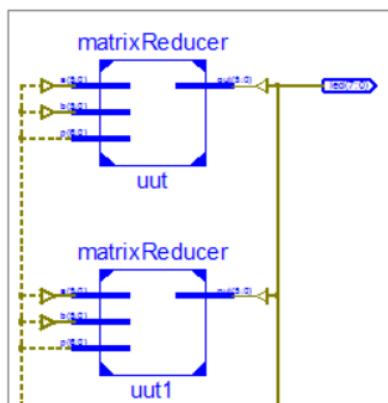 matrixReducer
a(5:0)
out(5:0)
led(7:0)
b(5:0)
p(5:0)
uut
matrixReducer
a(5:0)
out(5:0)
b(5:0)
p(5:0)
uut1